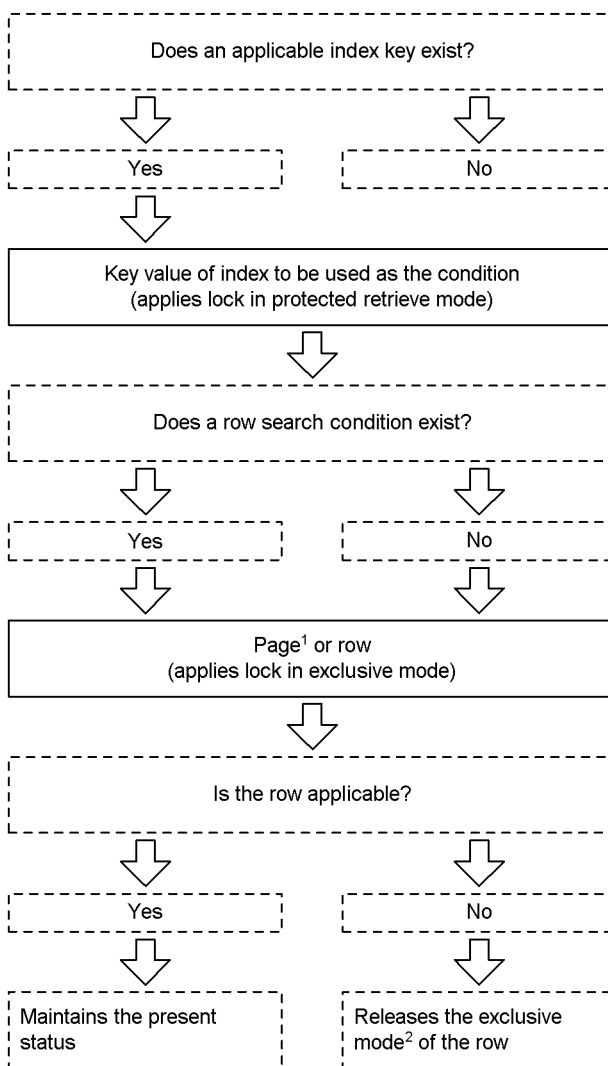 Does an applicable index key exist?
Yes
No
Key value of index to be used as the condition
(applies lock in protected retrieve mode)
Does a row search condition exist?
Yes
No
Page¹ or row
(applies lock in exclusive mode)
Is the row applicable?
Yes
No
Maintains the present
status
Releases the exclusive
mode² of the row